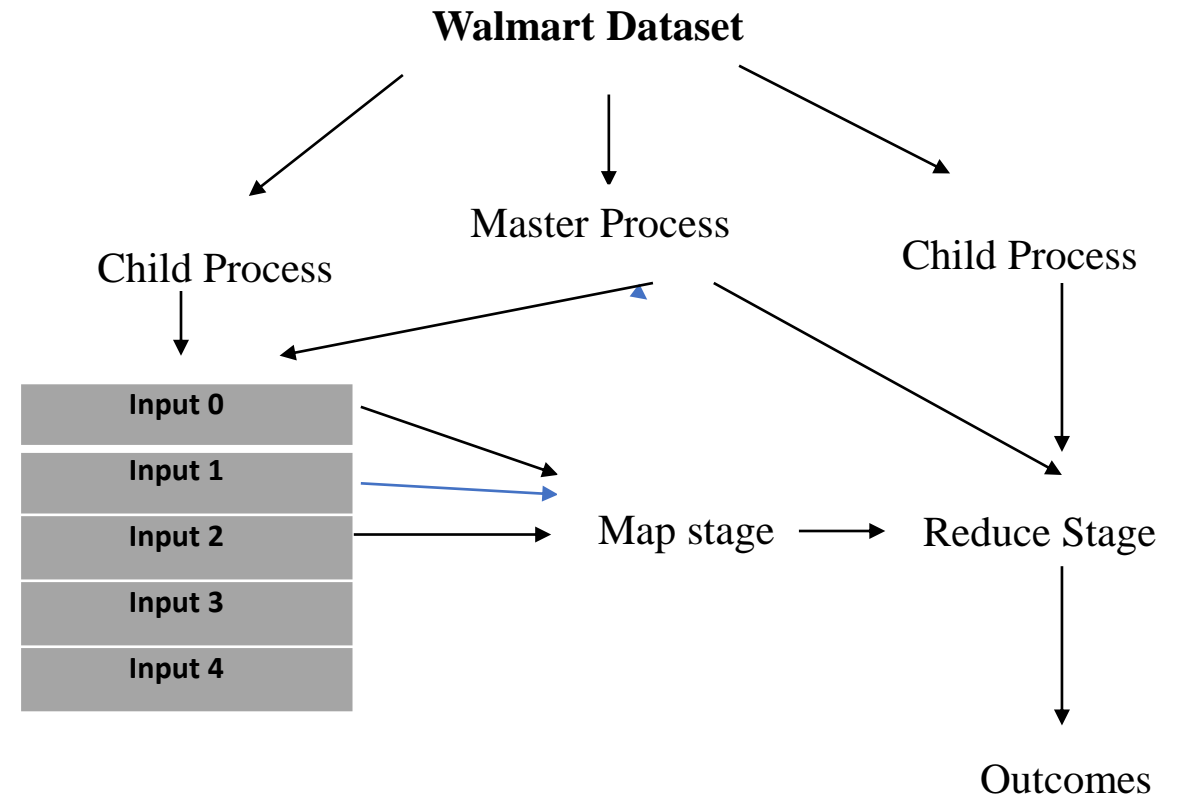 Walmart Dataset
Master Process
Child Process
Child Process
Input 0
Input 1
Input 2
Map stage
Reduce Stage
Input 3
Input 4
Outcomes